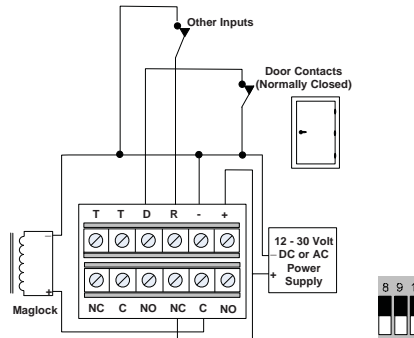 Other Inputs
Door Contacts
(Normally Closed)
T T D R - +
12 - 30 Volt
DC or AC
Power
Supply
−
+
−
+
Maglock
NC C NO NC C NO
8 9